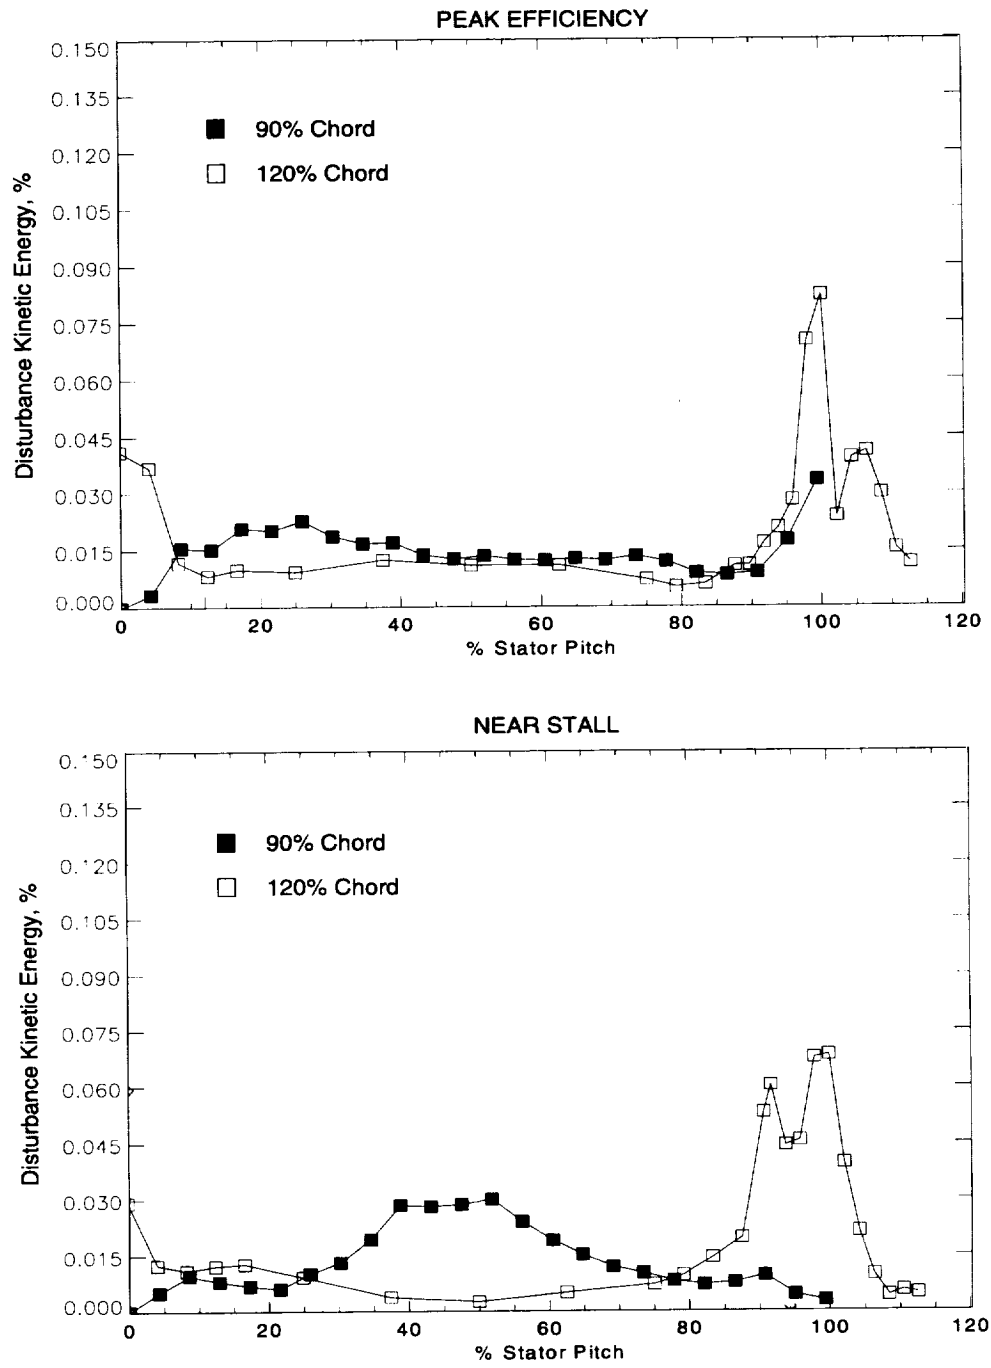 PEAK EFFICIENCY
0.150
0.135
0.120
0.105
0.090
0.075
0.060
0.045
0.030
0.015
0.000
Disturbance Kinetic Energy, %
90% Chord
120% Chord
0 20 40 60 80 100 120
% Stator Pitch
NEAR STALL
0.150
0.135
0.120
0.105
0.090
0.075
0.060
0.045
0.030
0.015
0.000
Disturbance Kinetic Energy, %
90% Chord
120% Chord
0 20 40 60 80 100 120
% Stator Pitch